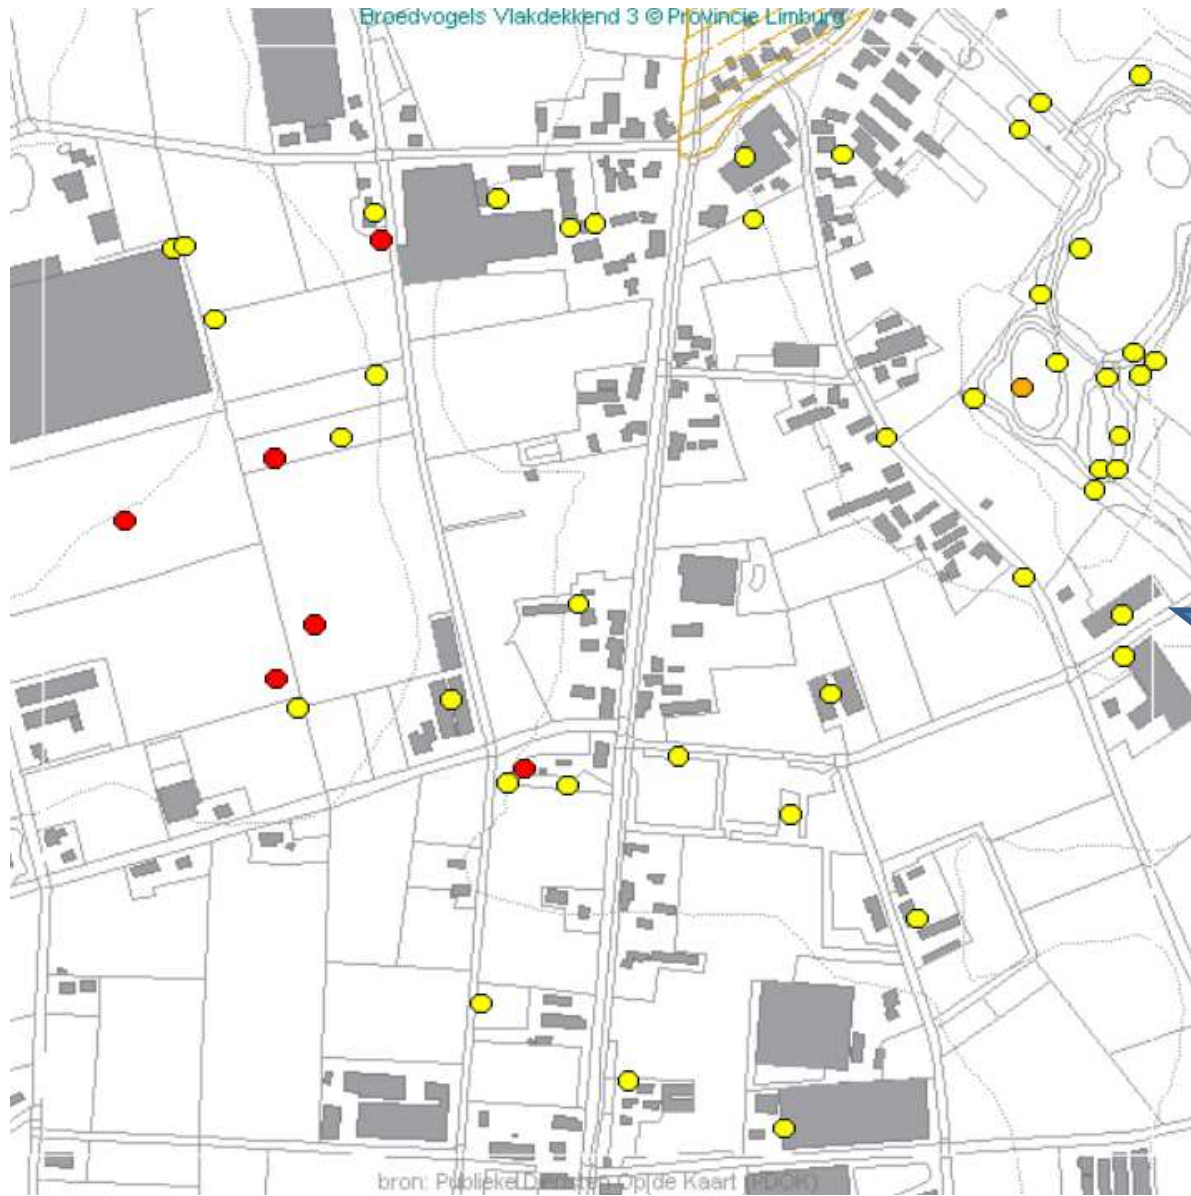 Broedvogels Vlakdekkend 3 © Provincie Limburg
bron: Publieke Diensten Op de Kaart (PDOK)